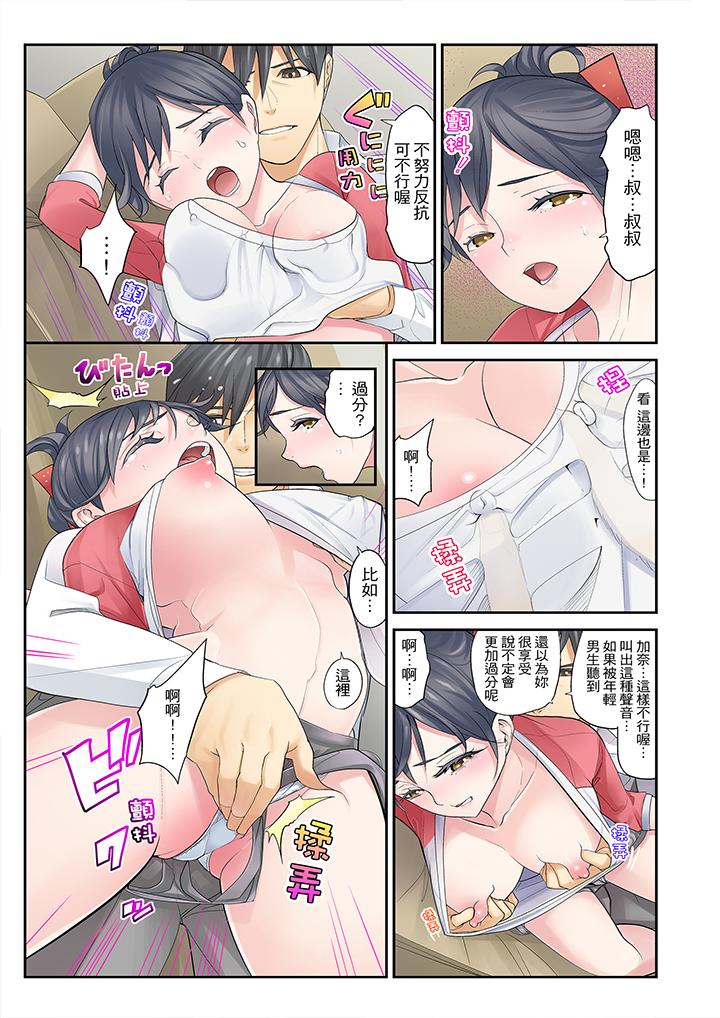 嗯嗯…叔…叔叔
顫抖！
不努力反抗
可不行喔
ぐににに
用力
…！
顫抖
顫抖
看 這邊也是…！
捏
啊！…
揉弄
加奈…這樣不行喔
叫出這種聲音…
如果被年輕
男生聽到
還以為妳
很享受
說不定會
更加過分呢
啊…啊…
揉弄
揉弄
過分？
…
びたんっ
貼上
比如…
這裡
啊啊！…
ビク
顫抖
揉弄